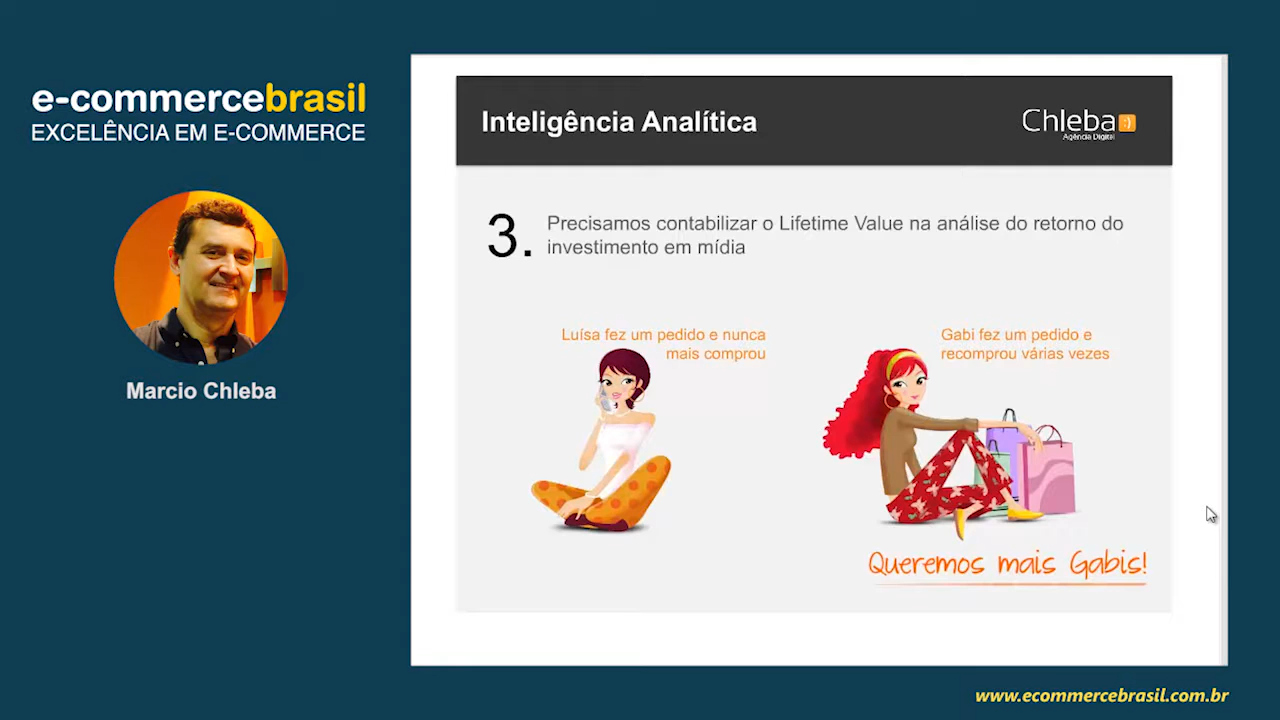 e-commercebrasil
EXCELÊNCIA EM E-COMMERCE
Marcio Chleba
Inteligência Analítica
Chleba :)
Agência Digital
3. Precisamos contabilizar o Lifetime Value na análise do retorno do
investimento em mídia
Luísa fez um pedido e nunca
mais comprou
Gabi fez um pedido e
recomprou várias vezes
Queremos mais Gabis!
www.ecommercebrasil.com.br